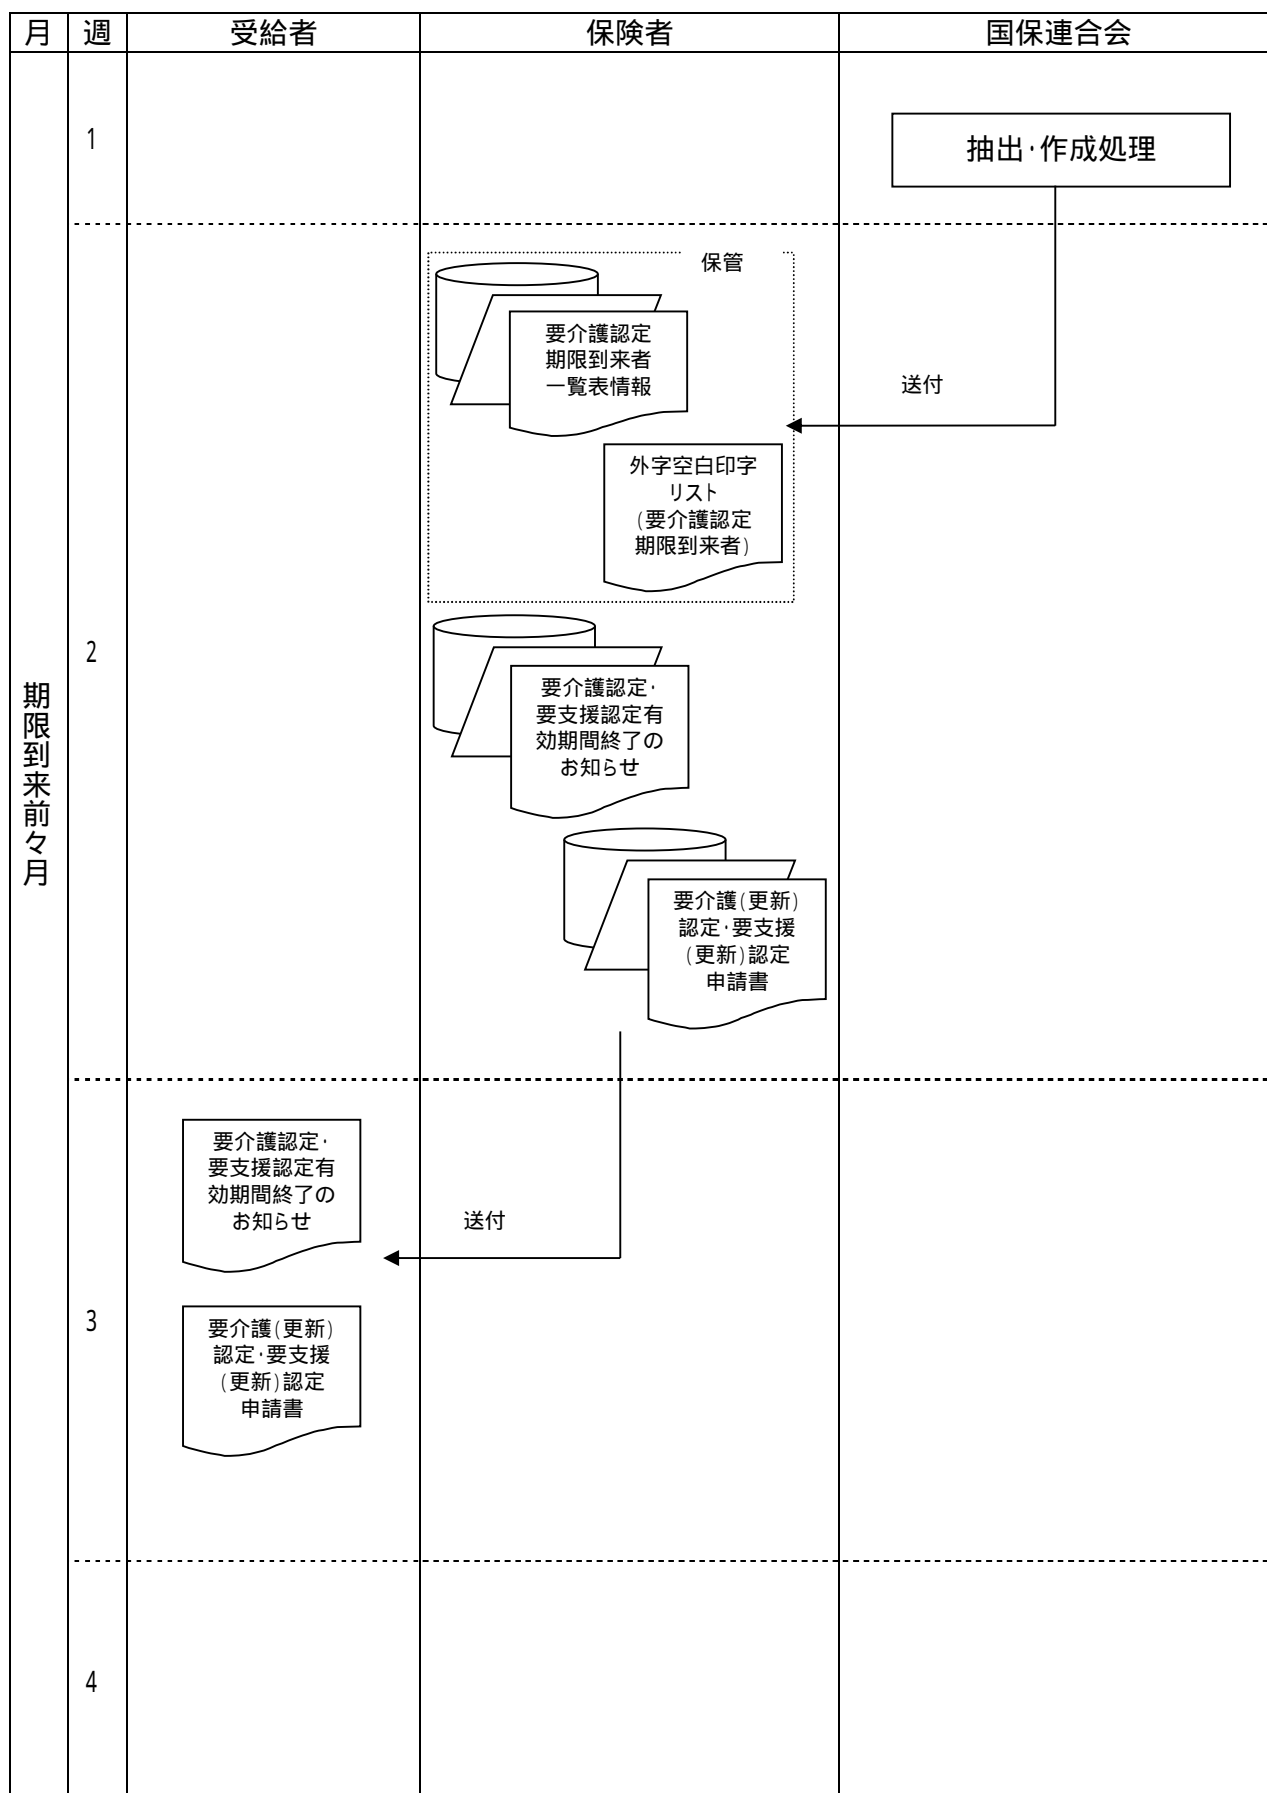 月 週 受給者 保険者 国保連合会
1
抽出・作成処理
保管
要介護認定
期限到来者
一覧表情報
送付
外字空白印字
リスト
(要介護認定
期限到来者)
2
要介護認定・
要支援認定有
効期間終了の
お知らせ
期限到来前々月
要介護(更新)
認定・要支援
(更新)認定
申請書
要介護認定・
要支援認定有
効期間終了の
お知らせ
送付
3
要介護(更新)
認定・要支援
(更新)認定
申請書
4